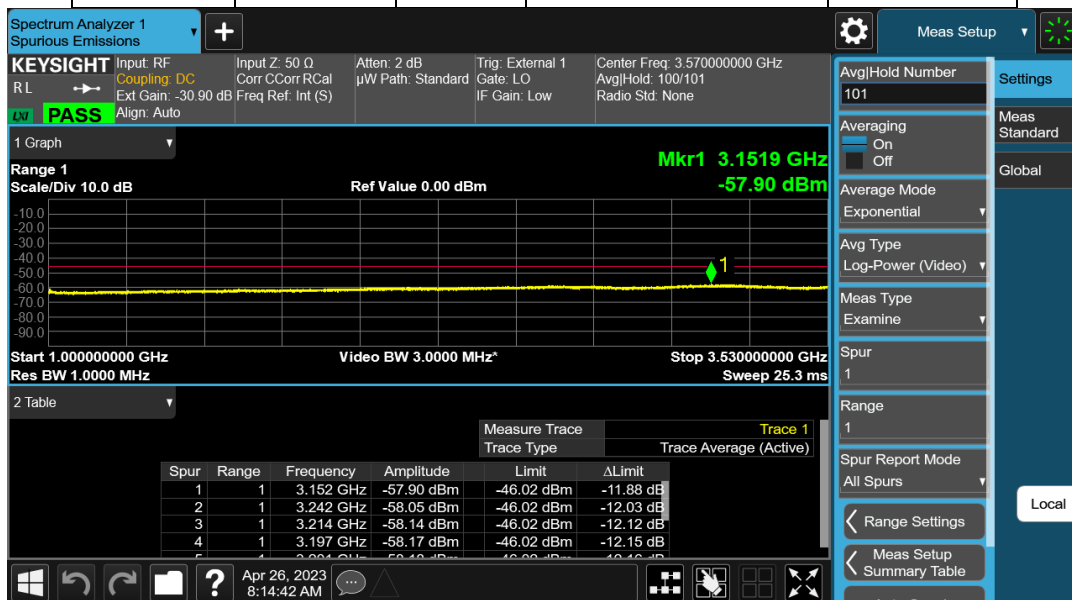 Spectrum Analyzer 1
Spurious Emissions
+
Meas Setup
KEYSIGHT
RL
LXI PASS
Input: RF
Coupling: DC
Ext Gain: -30.90 dB
Align: Auto
Input Z: 50 Ω
Corr CCorr RCal
Freq Ref: Int (S)
Atten: 2 dB
µW Path: Standard
Trig: External 1
Gate: LO
IF Gain: Low
Center Freq: 3.570000000 GHz
Avg|Hold: 100/101
Radio Std: None
1 Graph
Range 1
Scale/Div 10.0 dB
Ref Value 0.00 dBm
Mkr1 3.1519 GHz
-57.90 dBm
-10.0
-20.0
-30.0
-40.0
-50.0
-60.0
-70.0
-80.0
-90.0
1
Start 1.000000000 GHz
Video BW 3.0000 MHz*
Stop 3.530000000 GHz
Res BW 1.0000 MHz
Sweep 25.3 ms
2 Table
Measure Trace Trace 1
Trace Type Trace Average (Active)
Spur Range Frequency Amplitude Limit ΔLimit
1 1 3.152 GHz -57.90 dBm -46.02 dBm -11.88 dB
2 1 3.242 GHz -58.05 dBm -46.02 dBm -12.03 dB
3 1 3.214 GHz -58.14 dBm -46.02 dBm -12.12 dB
4 1 3.197 GHz -58.17 dBm -46.02 dBm -12.15 dB
?
Apr 26, 2023
8:14:42 AM
Avg|Hold Number
101
Averaging
On
Off
Average Mode
Exponential
Avg Type
Log-Power (Video)
Meas Type
Examine
Spur
1
Range
1
Spur Report Mode
All Spurs
Range Settings
Meas Setup
Summary Table
Settings
Meas
Standard
Global
Local